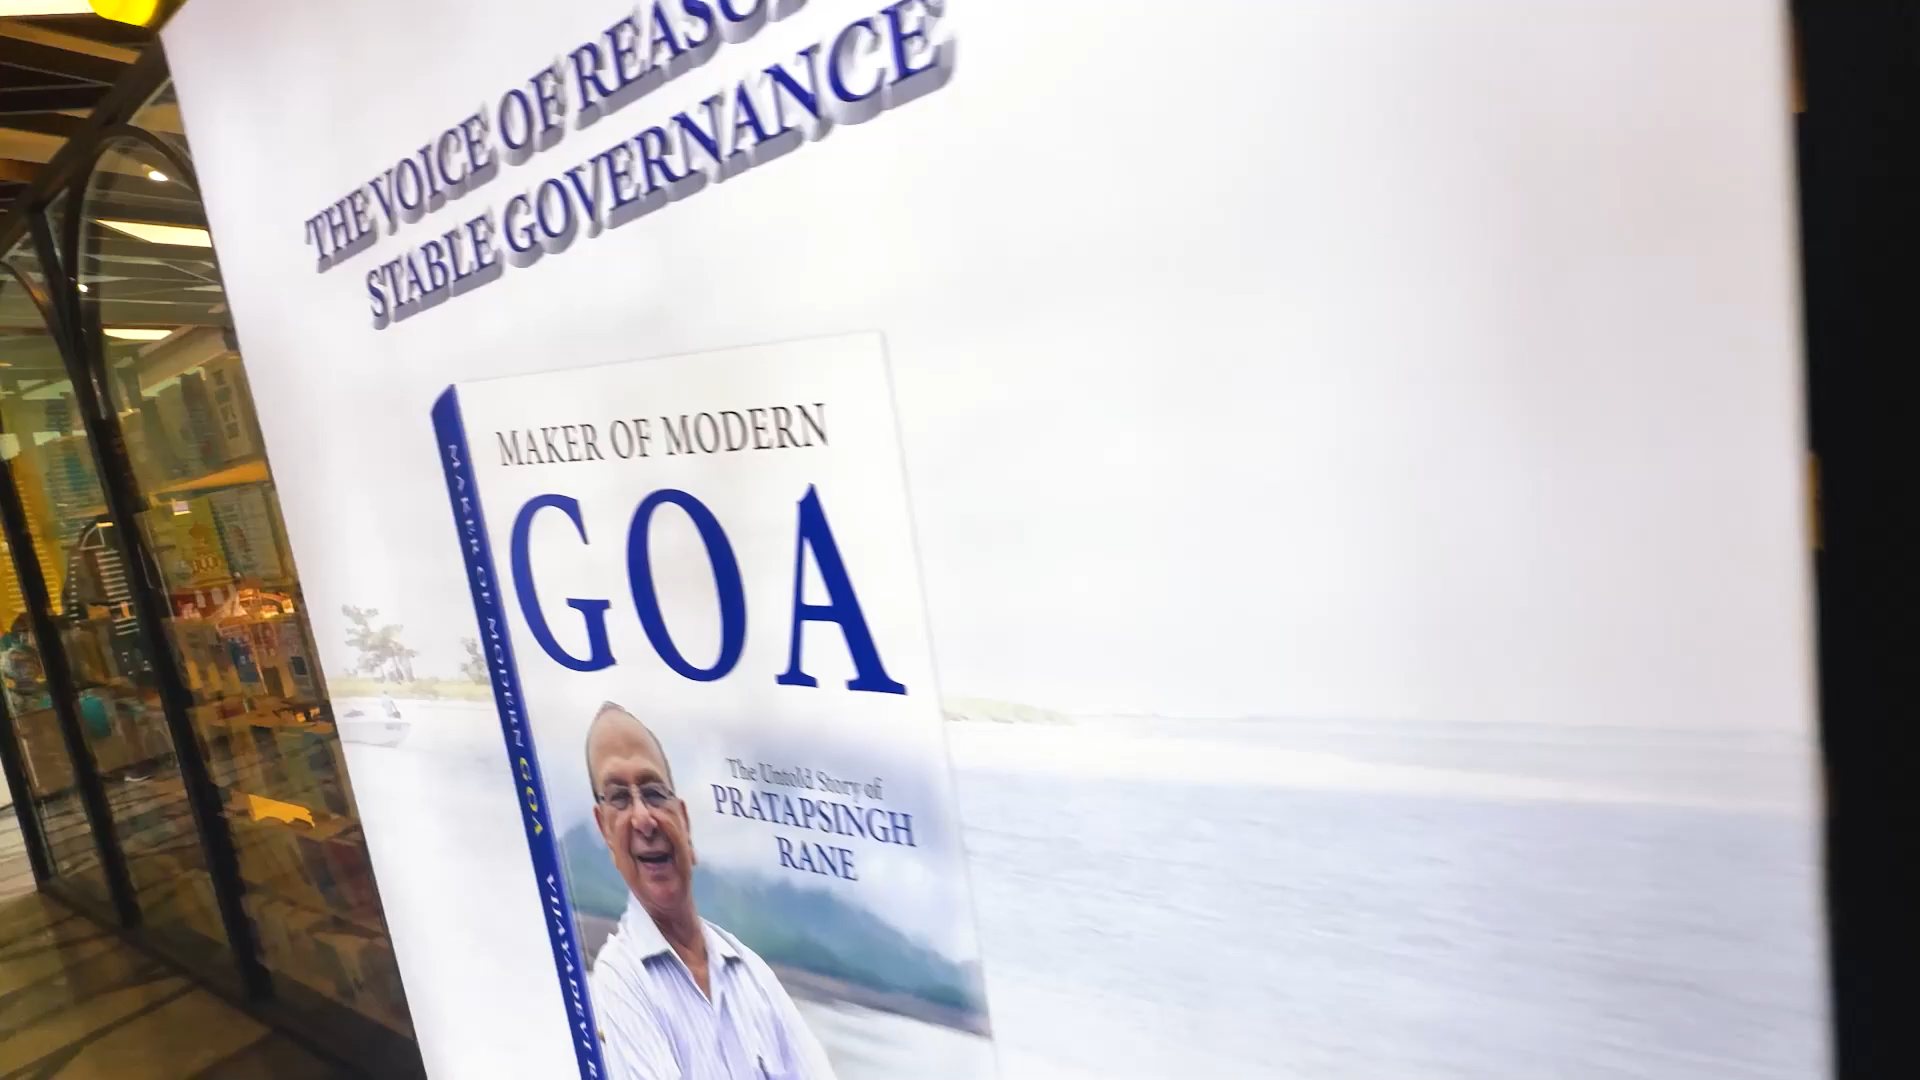 THE VOICE OF
STABLE GOVERNANCE
MAKER OF MODERN
GOA
The Untold Story of
PRATAPSINGH
RANE
MAKER OF MODERN GOA VIJAYADEVI